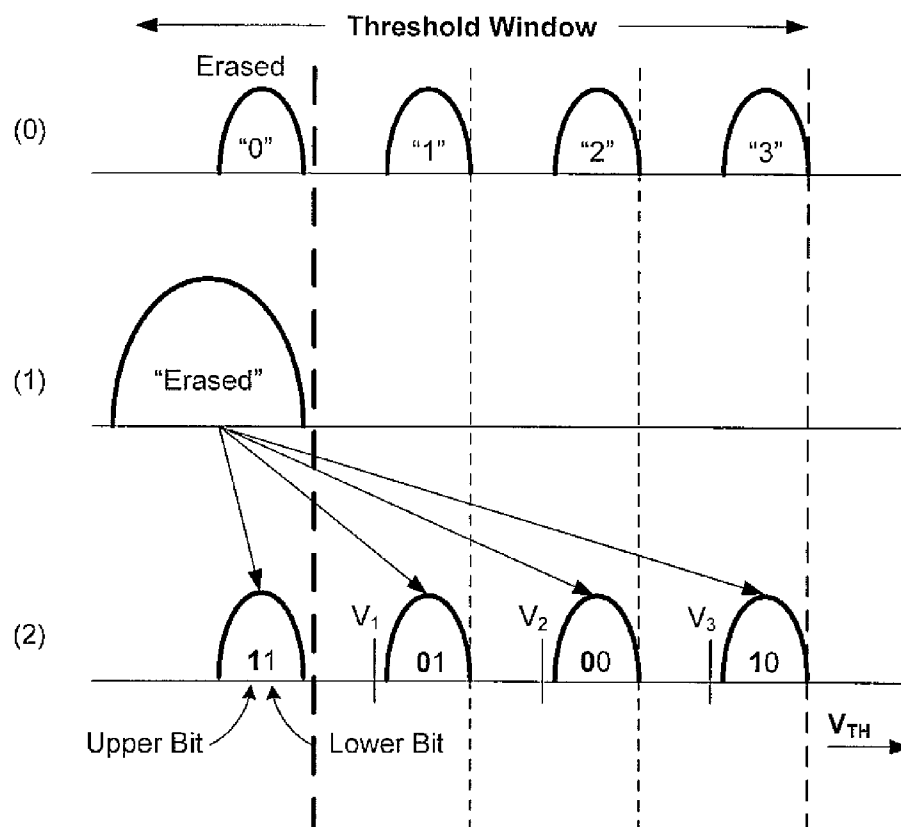 Threshold Window
Erased
(0) "0" "1" "2" "3"
(1) "Erased"
(2) V1 V2 V3
11 01 00 10
Upper Bit Lower Bit VTH